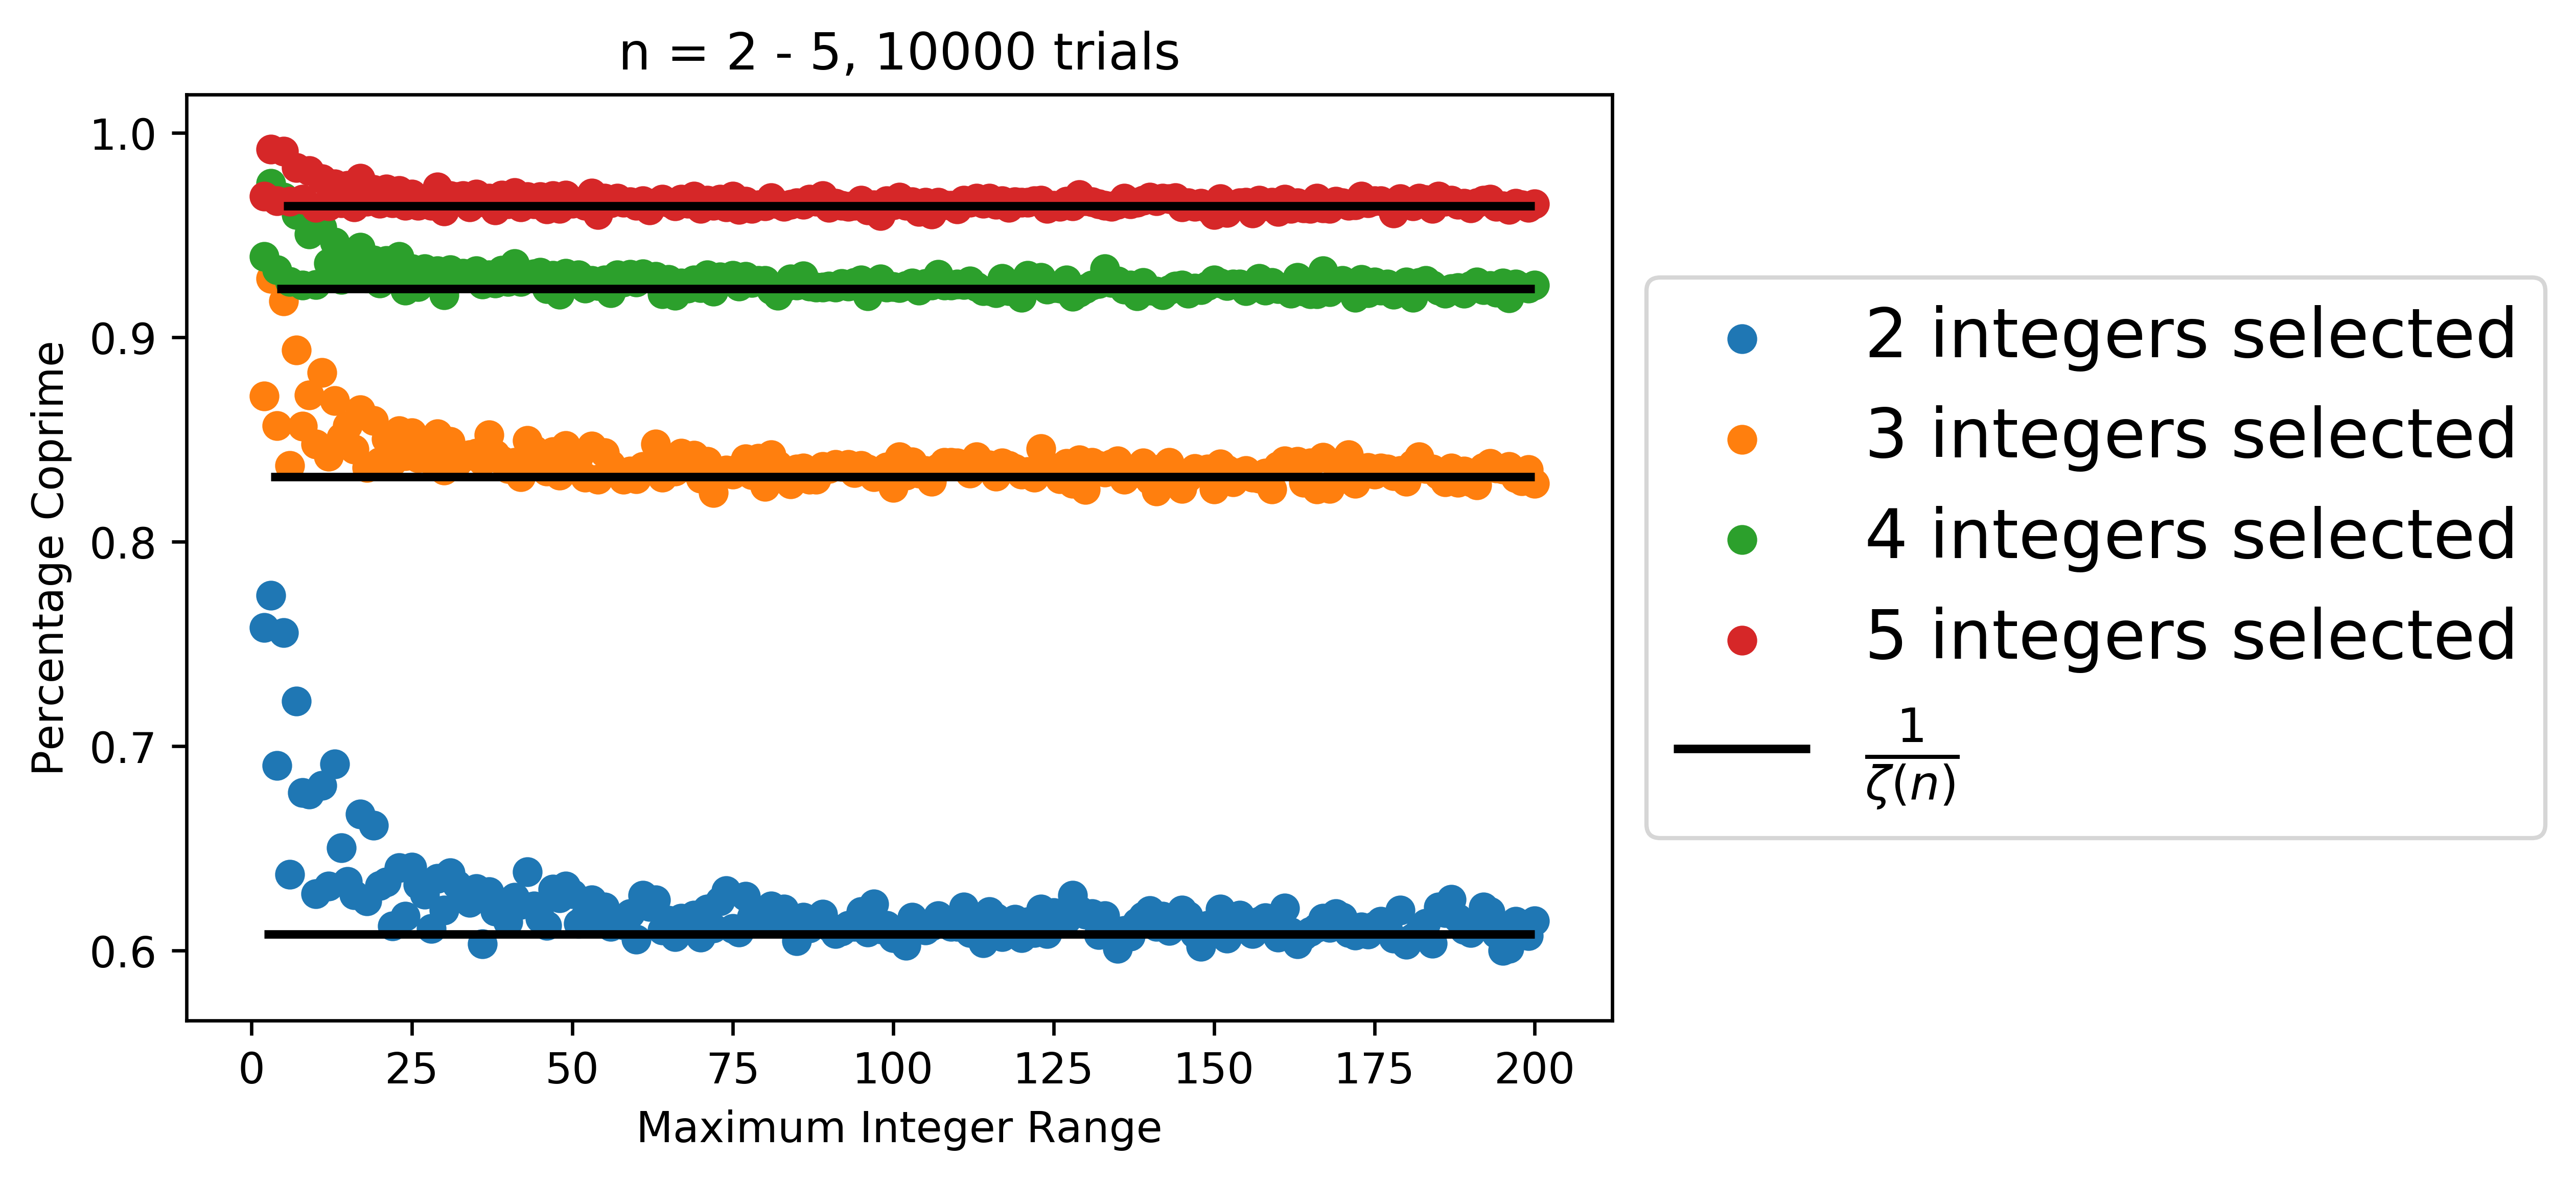 n = 2 - 5, 10000 trials
Percentage Coprime
1.0
0.9
0.8
0.7
0.6
0 25 50 75 100 125 150 175 200
Maximum Integer Range
2 integers selected
3 integers selected
4 integers selected
5 integers selected
1
ζ(n)